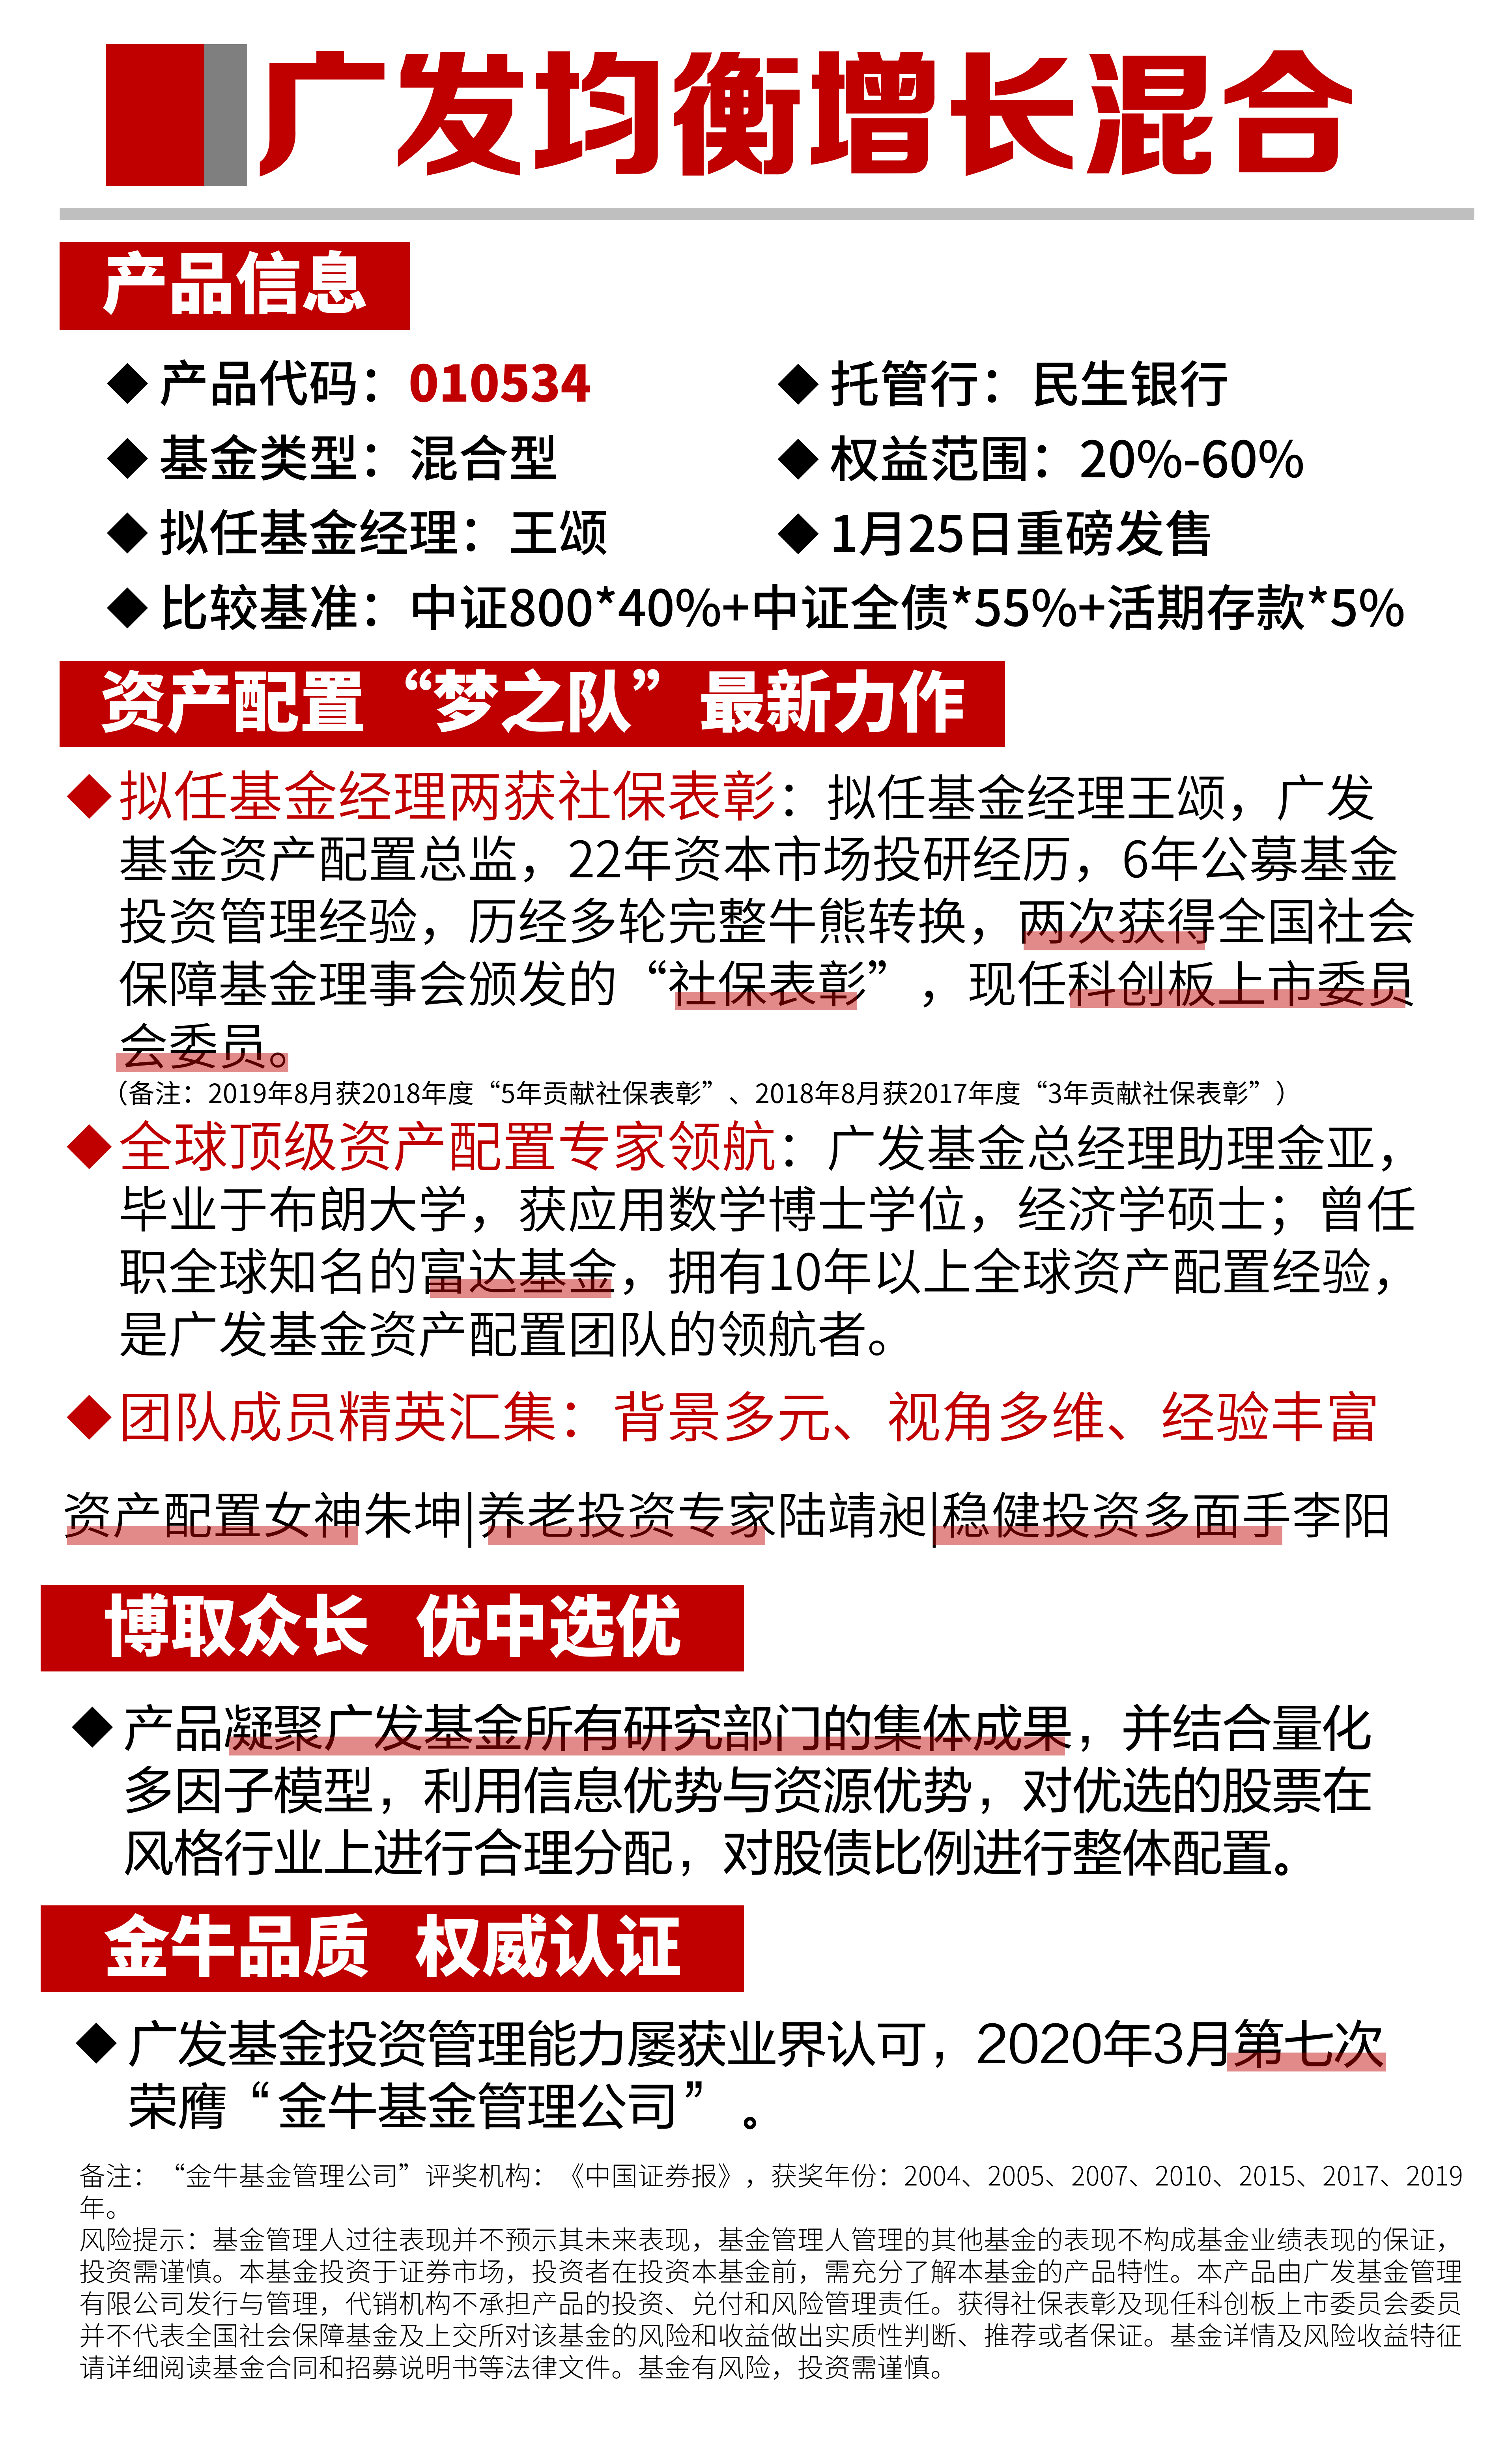 广发均衡增长混合
产品信息
◆ 产品代码：010534
◆ 托管行：民生银行
◆ 基金类型：混合型
◆ 权益范围：20%-60%
◆ 拟任基金经理：王颂
◆ 1月25日重磅发售
◆ 比较基准：中证800*40%+中证全债*55%+活期存款*5%
资产配置“梦之队”最新力作
◆拟任基金经理两获社保表彰：拟任基金经理王颂，广发
基金资产配置总监，22年资本市场投研经历，6年公募基金
投资管理经验，历经多轮完整牛熊转换，两次获得全国社会
保障基金理事会颁发的“社保表彰”，现任科创板上市委员
会委员。
（备注：2019年8月获2018年度“5年贡献社保表彰”、2018年8月获2017年度“3年贡献社保表彰”）
◆全球顶级资产配置专家领航：广发基金总经理助理金亚，
毕业于布朗大学，获应用数学博士学位，经济学硕士；曾任
职全球知名的富达基金，拥有10年以上全球资产配置经验，
是广发基金资产配置团队的领航者。
◆团队成员精英汇集：背景多元、视角多维、经验丰富
资产配置女神朱坤|养老投资专家陆靖昶|稳健投资多面手李阳
博取众长 优中选优
◆ 产品凝聚广发基金所有研究部门的集体成果，并结合量化
多因子模型，利用信息优势与资源优势，对优选的股票在
风格行业上进行合理分配，对股债比例进行整体配置。
金牛品质 权威认证
◆ 广发基金投资管理能力屡获业界认可，2020年3月第七次
荣膺“金牛基金管理公司”。
备注：“金牛基金管理公司”评奖机构：《中国证券报》，获奖年份：2004、2005、2007、2010、2015、2017、2019
年。
风险提示：基金管理人过往表现并不预示其未来表现，基金管理人管理的其他基金的表现不构成基金业绩表现的保证，
投资需谨慎。本基金投资于证券市场，投资者在投资本基金前，需充分了解本基金的产品特性。本产品由广发基金管理
有限公司发行与管理，代销机构不承担产品的投资、兑付和风险管理责任。获得社保表彰及现任科创板上市委员会委员
并不代表全国社会保障基金及上交所对该基金的风险和收益做出实质性判断、推荐或者保证。基金详情及风险收益特征
请详细阅读基金合同和招募说明书等法律文件。基金有风险，投资需谨慎。